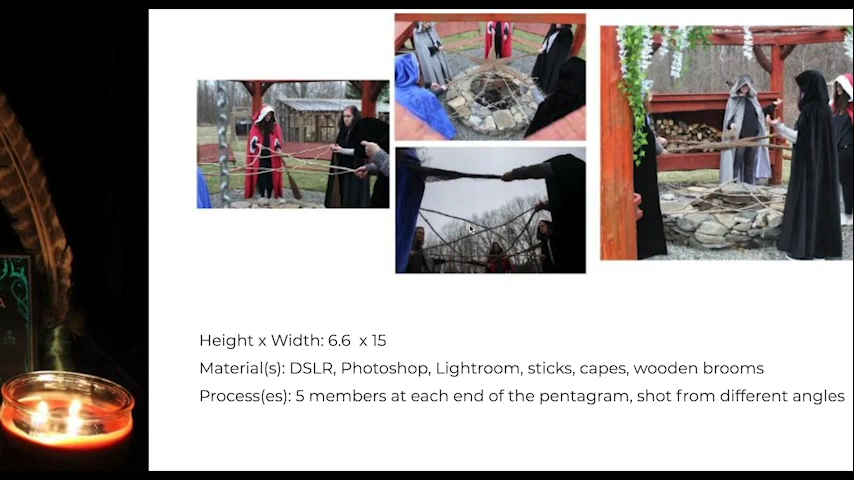 Height x Width: 6.6 x 15
Material(s): DSLR, Photoshop, Lightroom, sticks, capes, wooden brooms
Process(es): 5 members at each end of the pentagram, shot from different angles